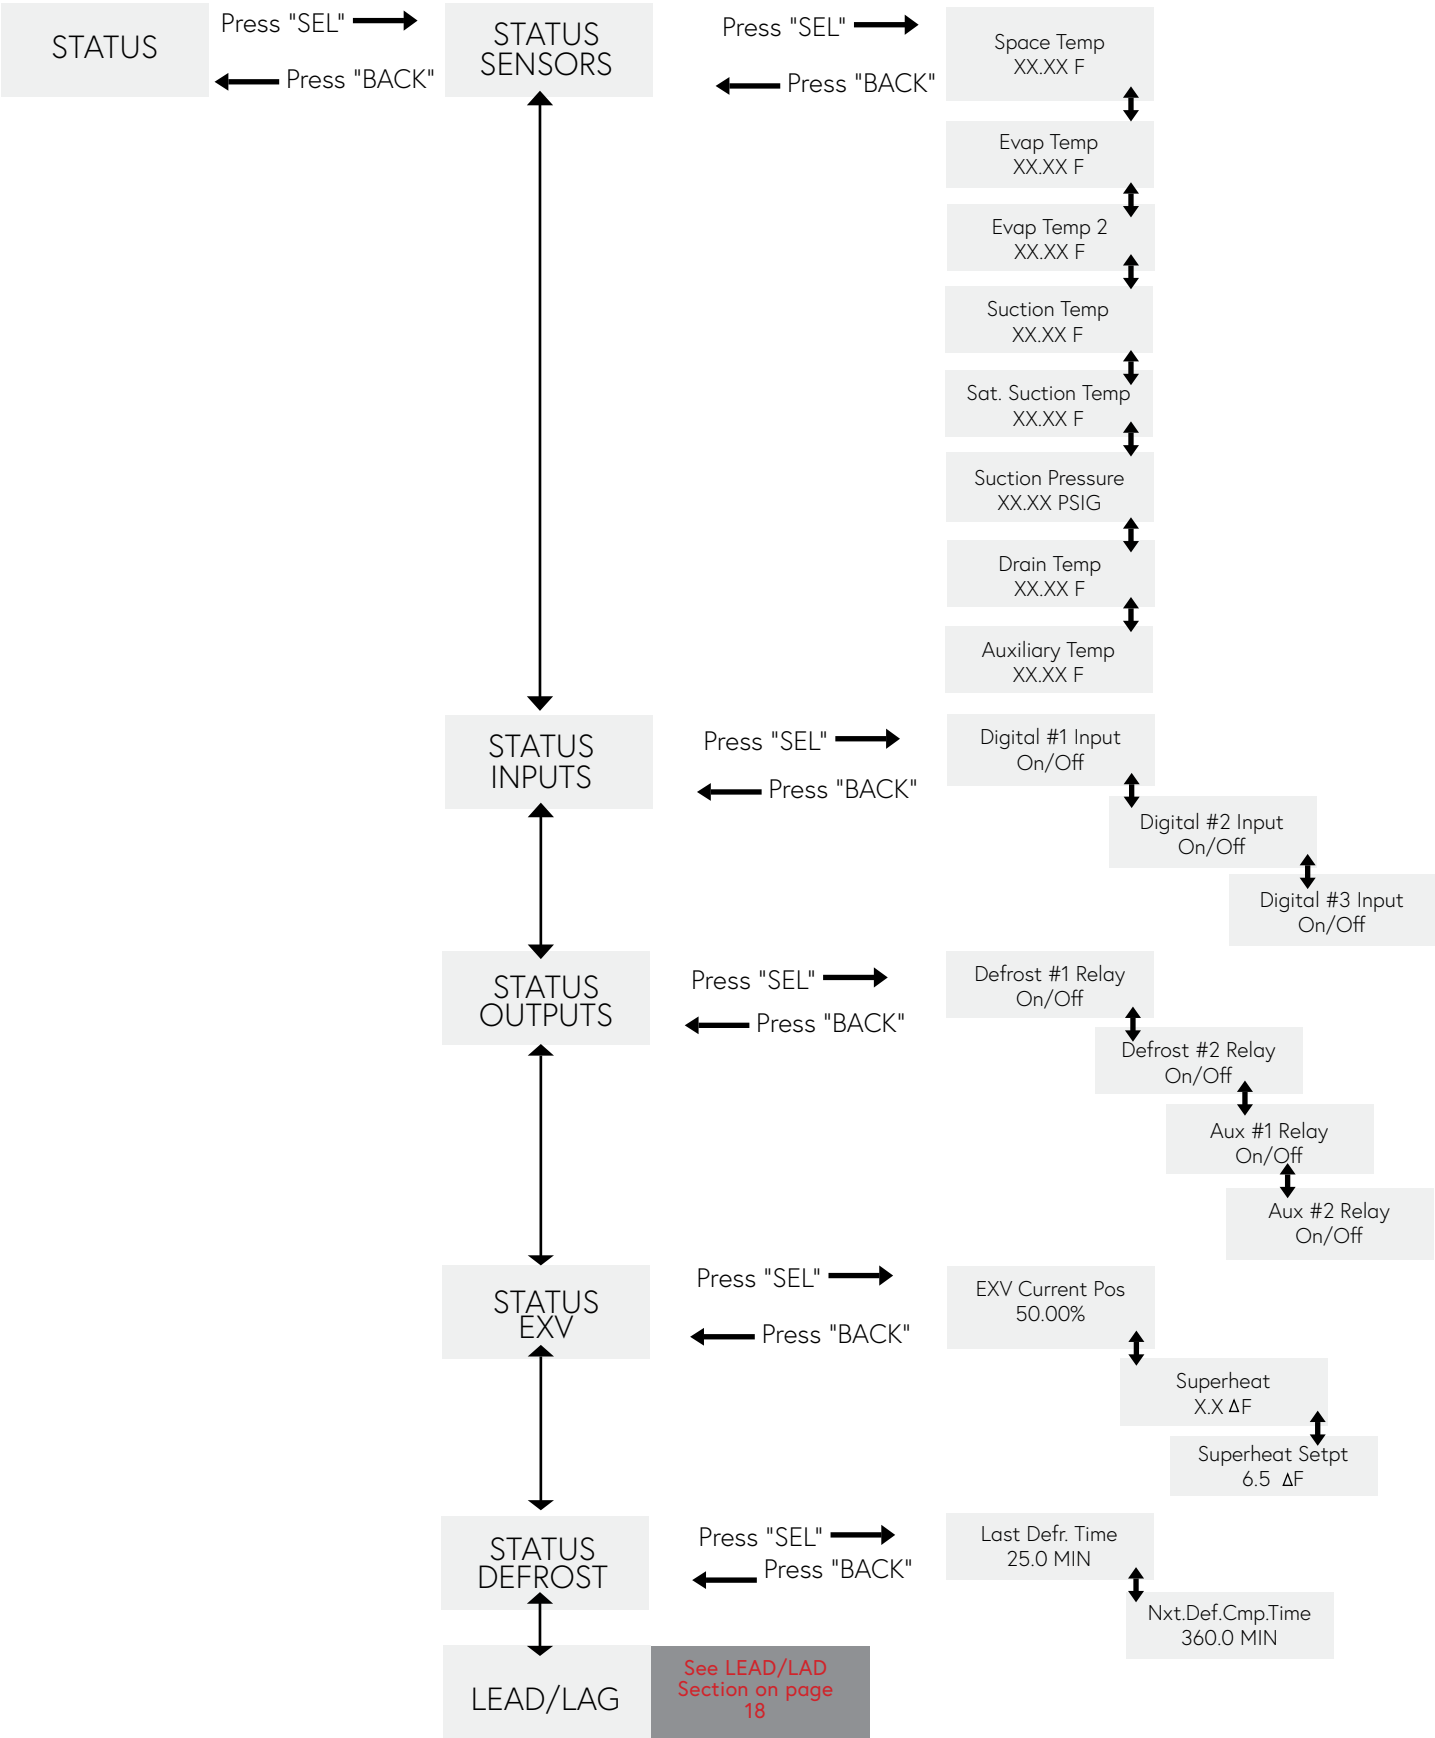 STATUS
Press "SEL"
Press "BACK"
STATUS
SENSORS
Press "SEL"
Press "BACK"
Space Temp
XX.XX F
Evap Temp
XX.XX F
Evap Temp 2
XX.XX F
Suction Temp
XX.XX F
Sat. Suction Temp
XX.XX F
Suction Pressure
XX.XX PSIG
Drain Temp
XX.XX F
Auxiliary Temp
XX.XX F
STATUS
INPUTS
Press "SEL"
Press "BACK"
Digital #1 Input
On/Off
Digital #2 Input
On/Off
Digital #3 Input
On/Off
STATUS
OUTPUTS
Press "SEL"
Press "BACK"
Defrost #1 Relay
On/Off
Defrost #2 Relay
On/Off
Aux #1 Relay
On/Off
Aux #2 Relay
On/Off
STATUS
EXV
Press "SEL"
Press "BACK"
EXV Current Pos
50.00%
Superheat
X.X ΔF
Superheat Setpt
6.5 ΔF
STATUS
DEFROST
Press "SEL"
Press "BACK"
Last Defr. Time
25.0 MIN
Nxt.Def.Cmp.Time
360.0 MIN
LEAD/LAG
See LEAD/LAD
Section on page
18